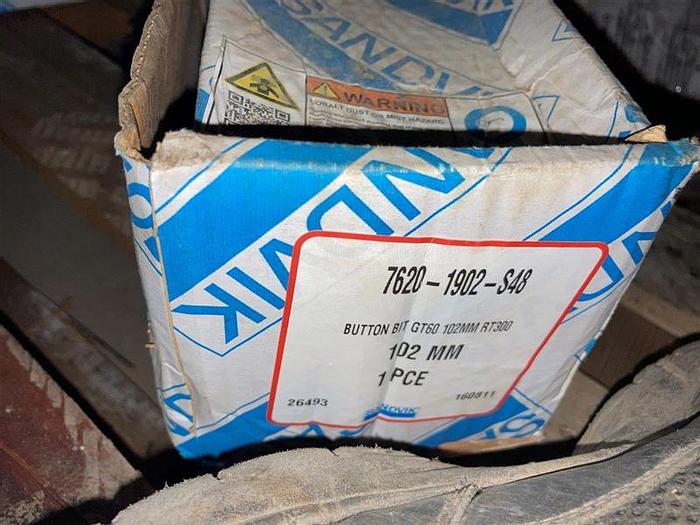 SANDVIK
WARNING
COBALT DUST OR MIST HAZARD
NDVIK
7620-1902-S48
BUTTON BIT GT60 102MM RT300
102 MM
1 PCE
26493
160811
SANDVIK